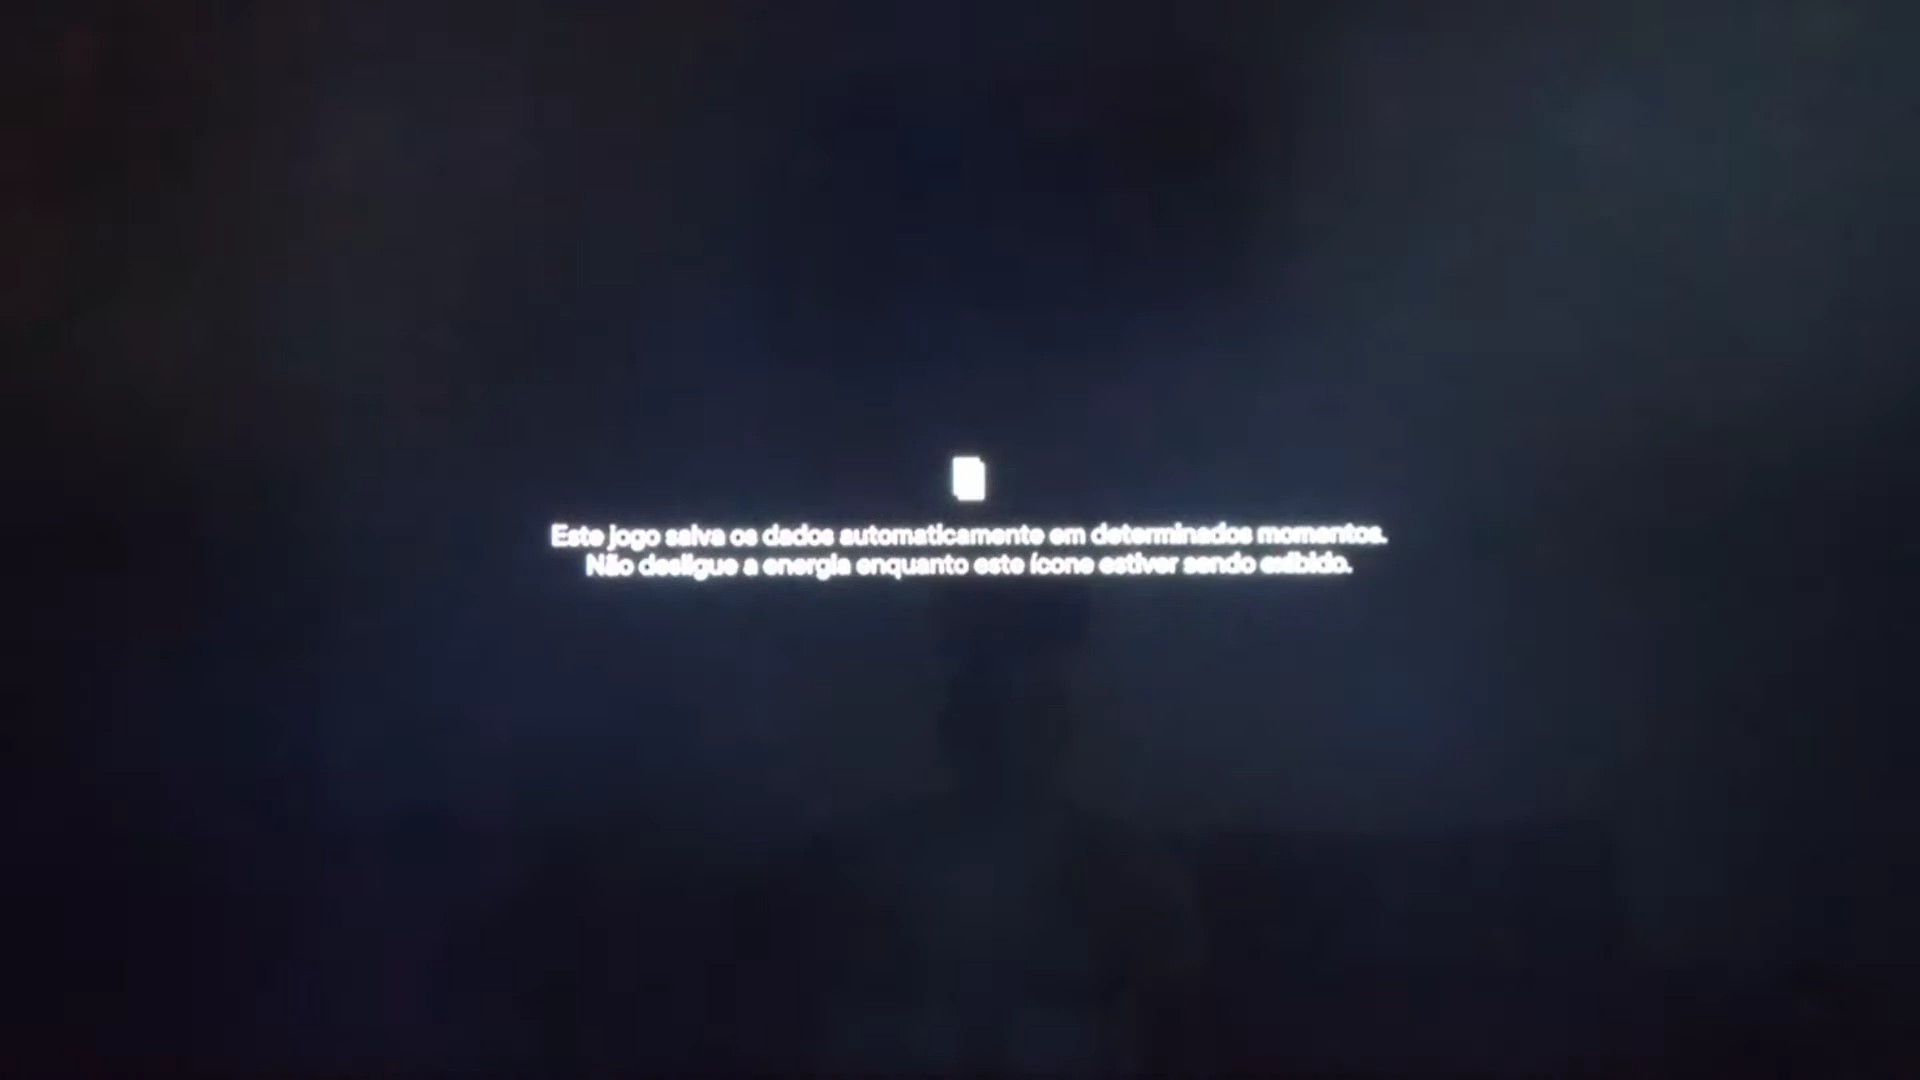 Este jogo salva os dados automaticamente em determinados momentos.
Não desligue a energia enquanto este ícone estiver sendo exibido.